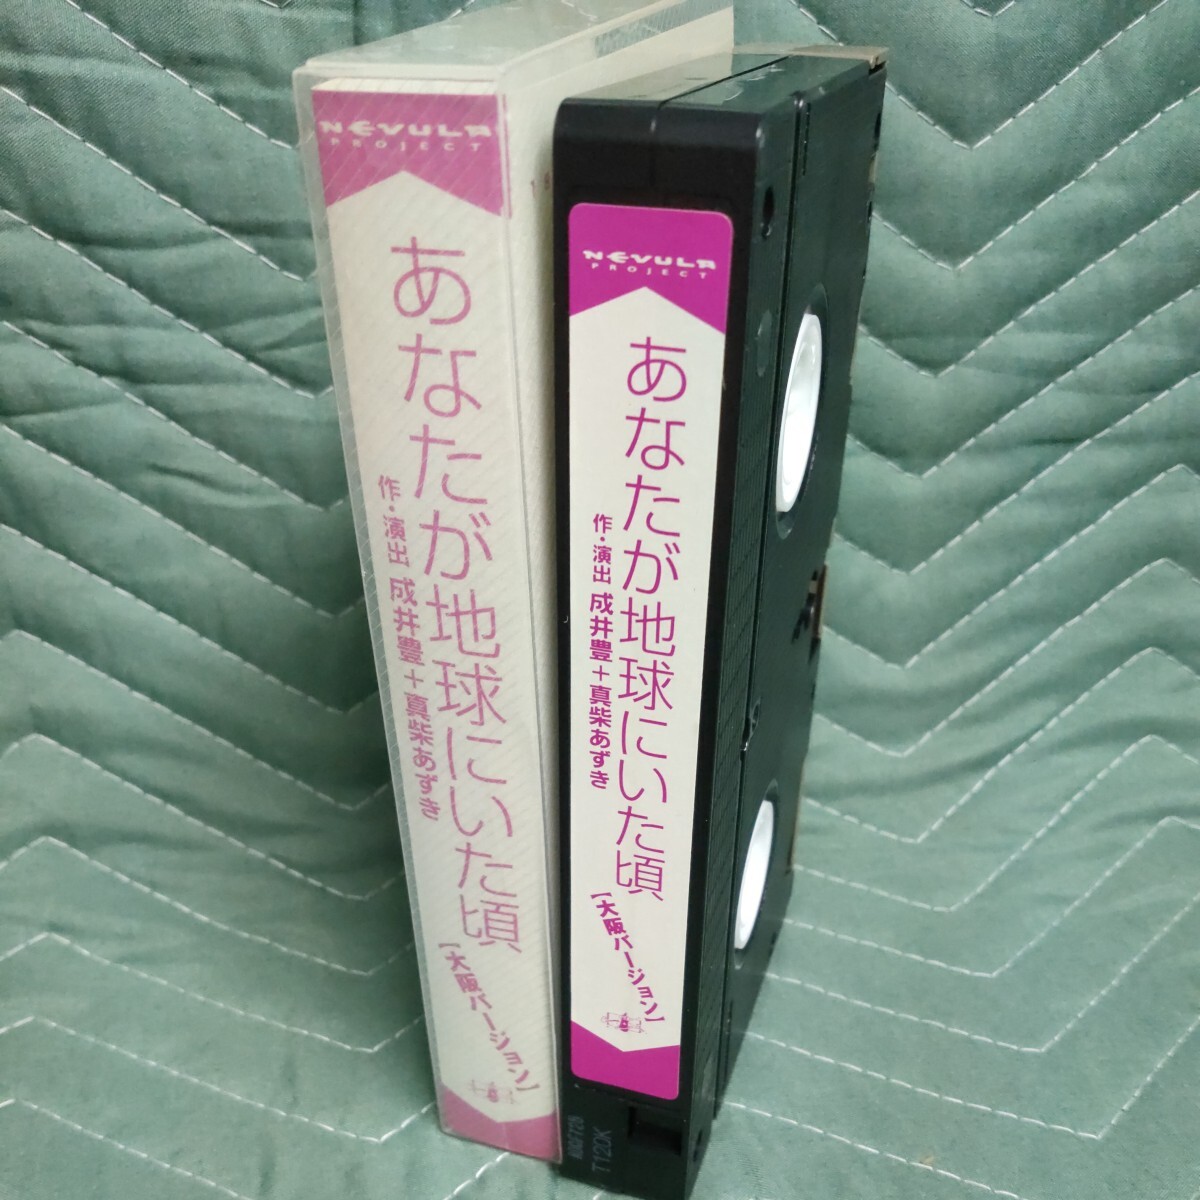 NEVULA
PROJECT
あなたが地球にいた頃
作・演出 成井豊+真柴あずき
[大阪バージョン]
NEVULA
PROJECT
あなたが地球にいた頃
作・演出 成井豊+真柴あずき
[大阪バージョン]
T120K